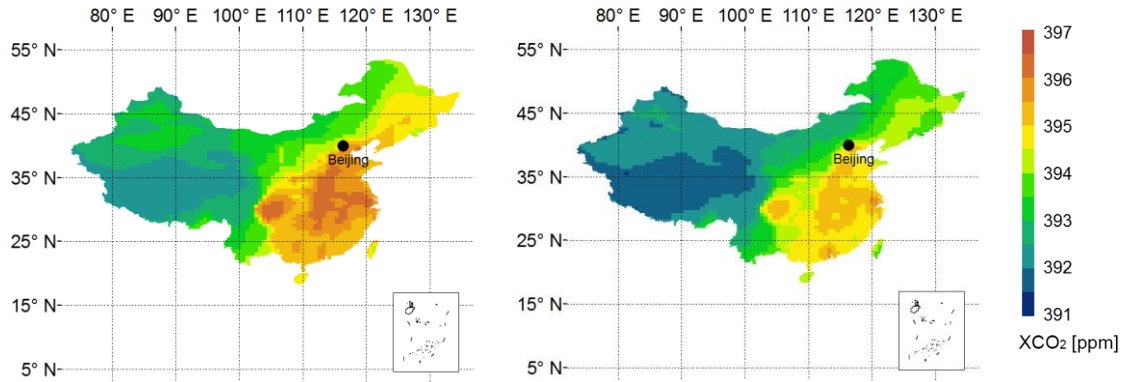 80° E 90° E 100° E 110° E 120° E 130° E
80° E 90° E 100° E 110° E 120° E 130° E
55° N
45° N
35° N
25° N
15° N
5° N
Beijing
55° N
45° N
35° N
25° N
15° N
5° N
Beijing
397
396
395
394
393
392
391
XCO₂ [ppm]